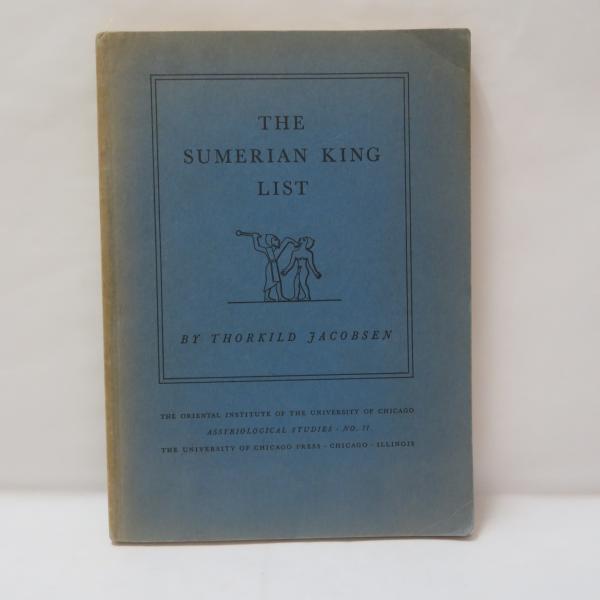 THE
SUMERIAN KING
LIST
BY THORKILD JACOBSEN
THE ORIENTAL INSTITUTE OF THE UNIVERSITY OF CHICAGO
ASSYRIOLOGICAL STUDIES · NO. 11
THE UNIVERSITY OF CHICAGO PRESS · CHICAGO · ILLINOIS